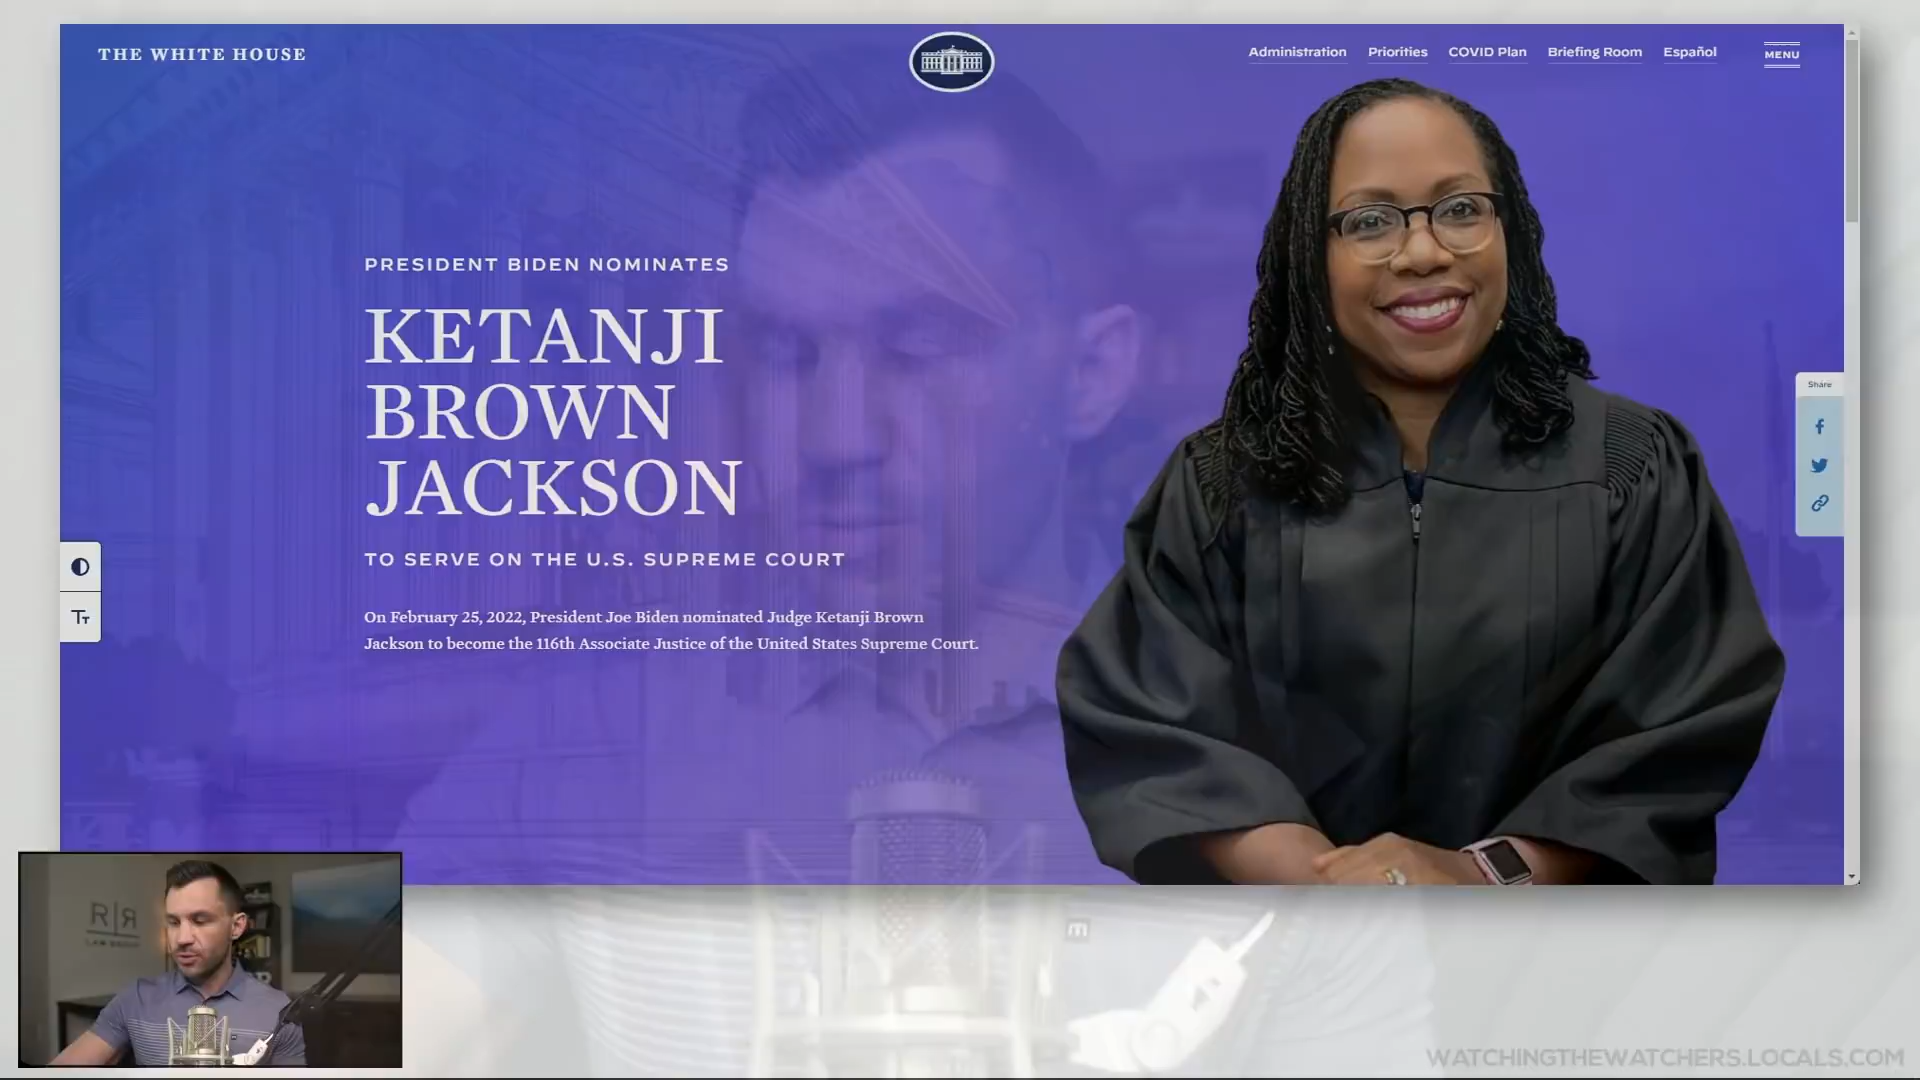 THE WHITE HOUSE
Administration
Priorities
COVID Plan
Briefing Room
Español
MENU
PRESIDENT BIDEN NOMINATES
KETANJI
BROWN
JACKSON
TO SERVE ON THE U.S. SUPREME COURT
On February 25, 2022, President Joe Biden nominated Judge Ketanji Brown
Jackson to become the 116th Associate Justice of the United States Supreme Court.
Share
R|R
LAW GROUP
WATCHINGTHEWATCHERS.LOCALS.COM